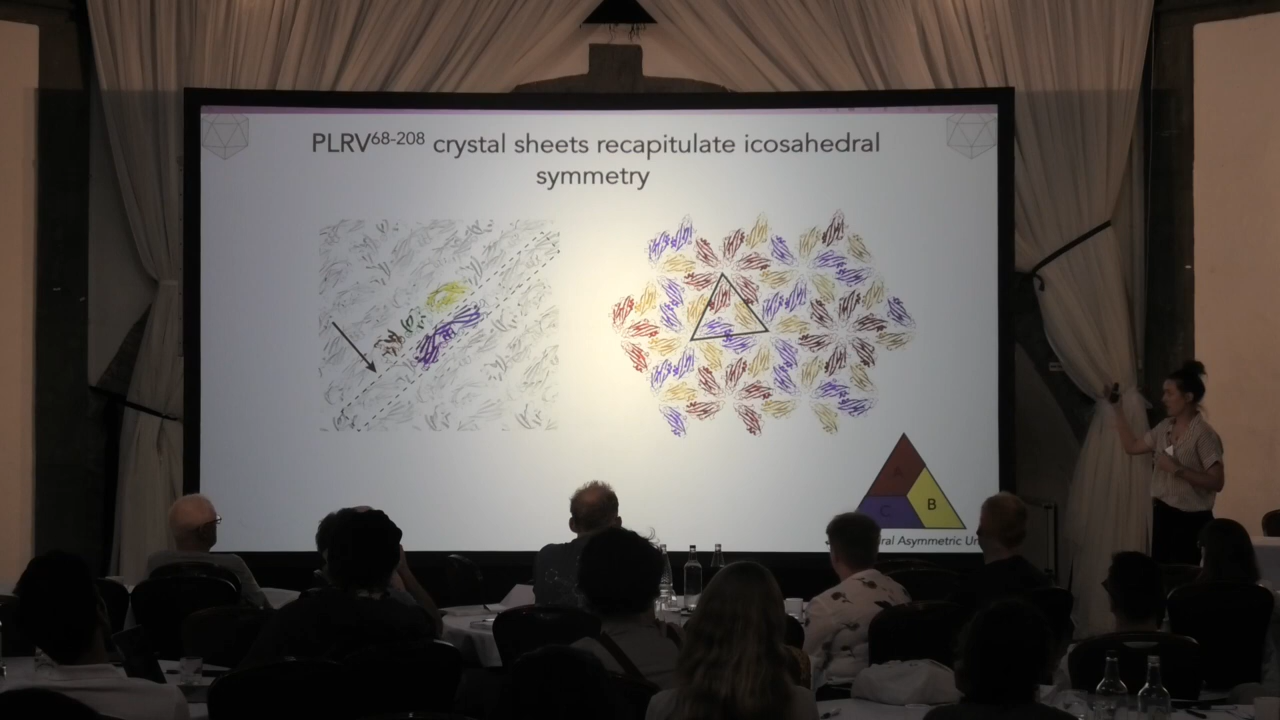 PLRV68-208 crystal sheets recapitulate icosahedral
symmetry
A
B
C
ral Asymmetric Un